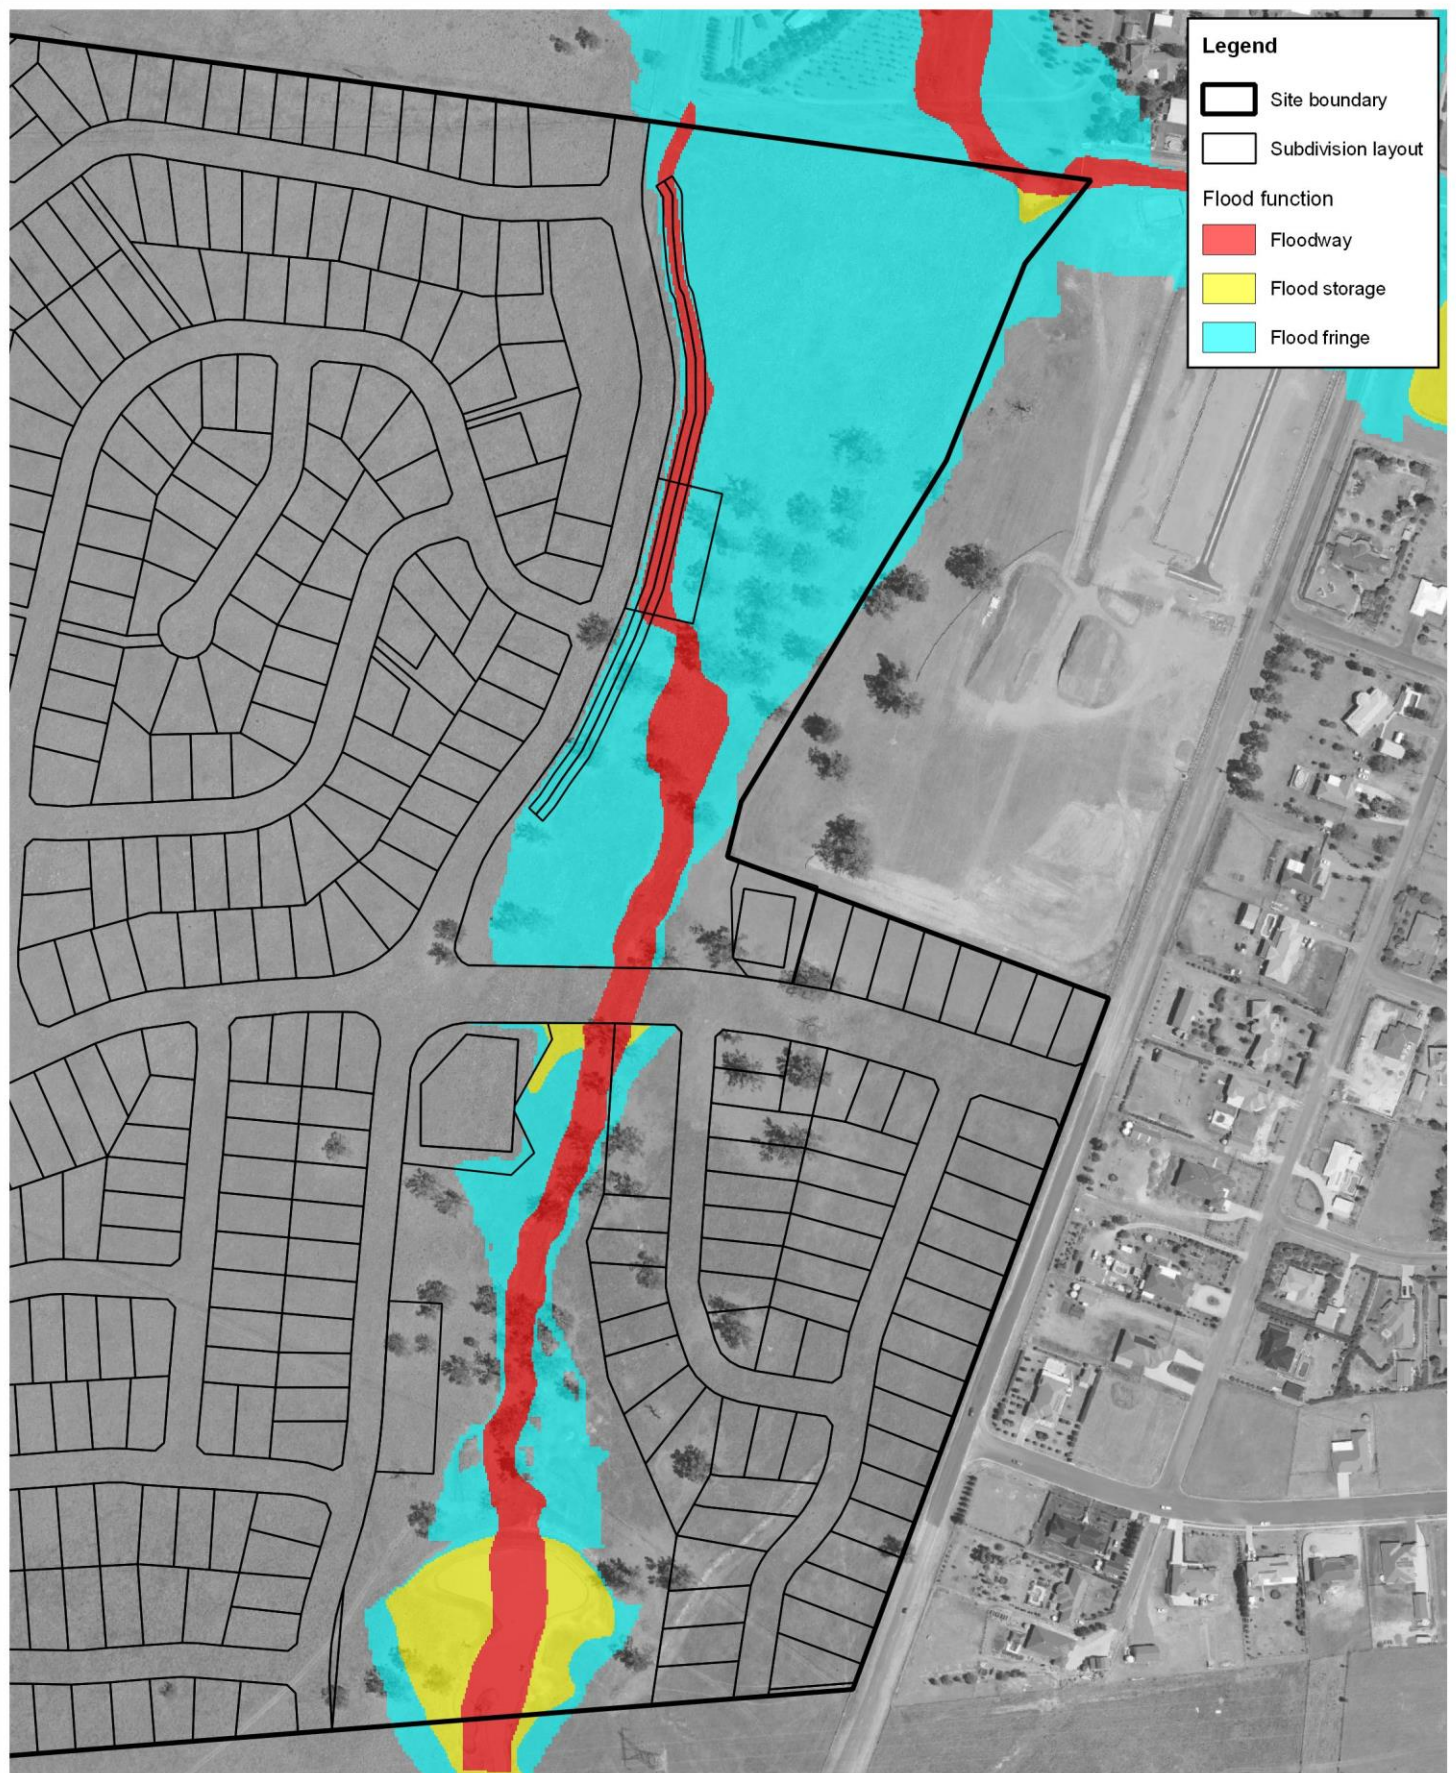 Legend
Site boundary
Subdivision layout
Flood function
Floodway
Flood storage
Flood fringe